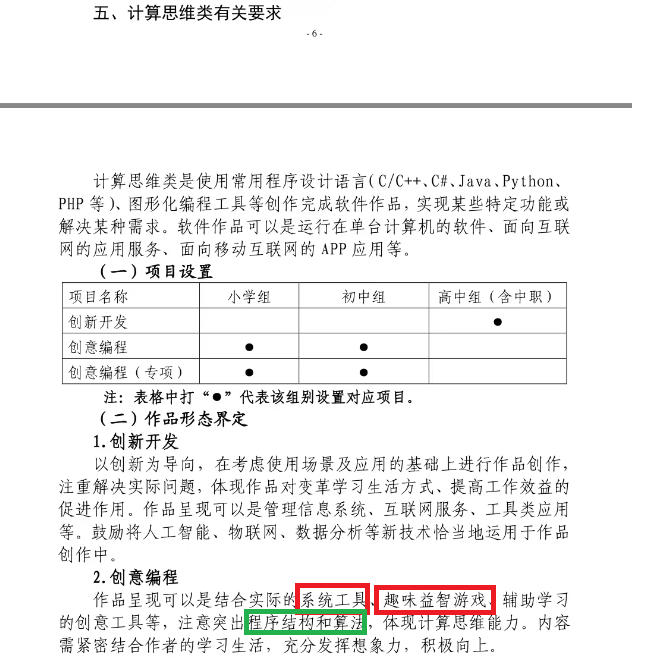 五、计算思维类有关要求
- 6 -
计算思维类是使用常用程序设计语言(C/C++、C#、Java、Python、
PHP 等)、图形化编程工具等创作完成软件作品,实现某些特定功能或
解决某种需求。软件作品可以是运行在单台计算机的软件、面向互联
网的应用服务、面向移动互联网的 APP 应用等。
(一)项目设置
项目名称 小学组 初中组 高中组(含中职)
创新开发 ●
创意编程 ● ●
创意编程(专项) ● ●
注:表格中打“●”代表该组别设置对应项目。
(二)作品形态界定
1.创新开发
以创新为导向,在考虑使用场景及应用的基础上进行作品创作,
注重解决实际问题,体现作品对变革学习生活方式、提高工作效益的
促进作用。作品呈现可以是管理信息系统、互联网服务、工具类应用
等。鼓励将人工智能、物联网、数据分析等新技术恰当地运用于作品
创作中。
2.创意编程
作品呈现可以是结合实际的系统工具、趣味益智游戏、辅助学习
的创意工具等,注意突出程序结构和算法,体现计算思维能力。内容
需紧密结合作者的学习生活,充分发挥想象力,积极向上。